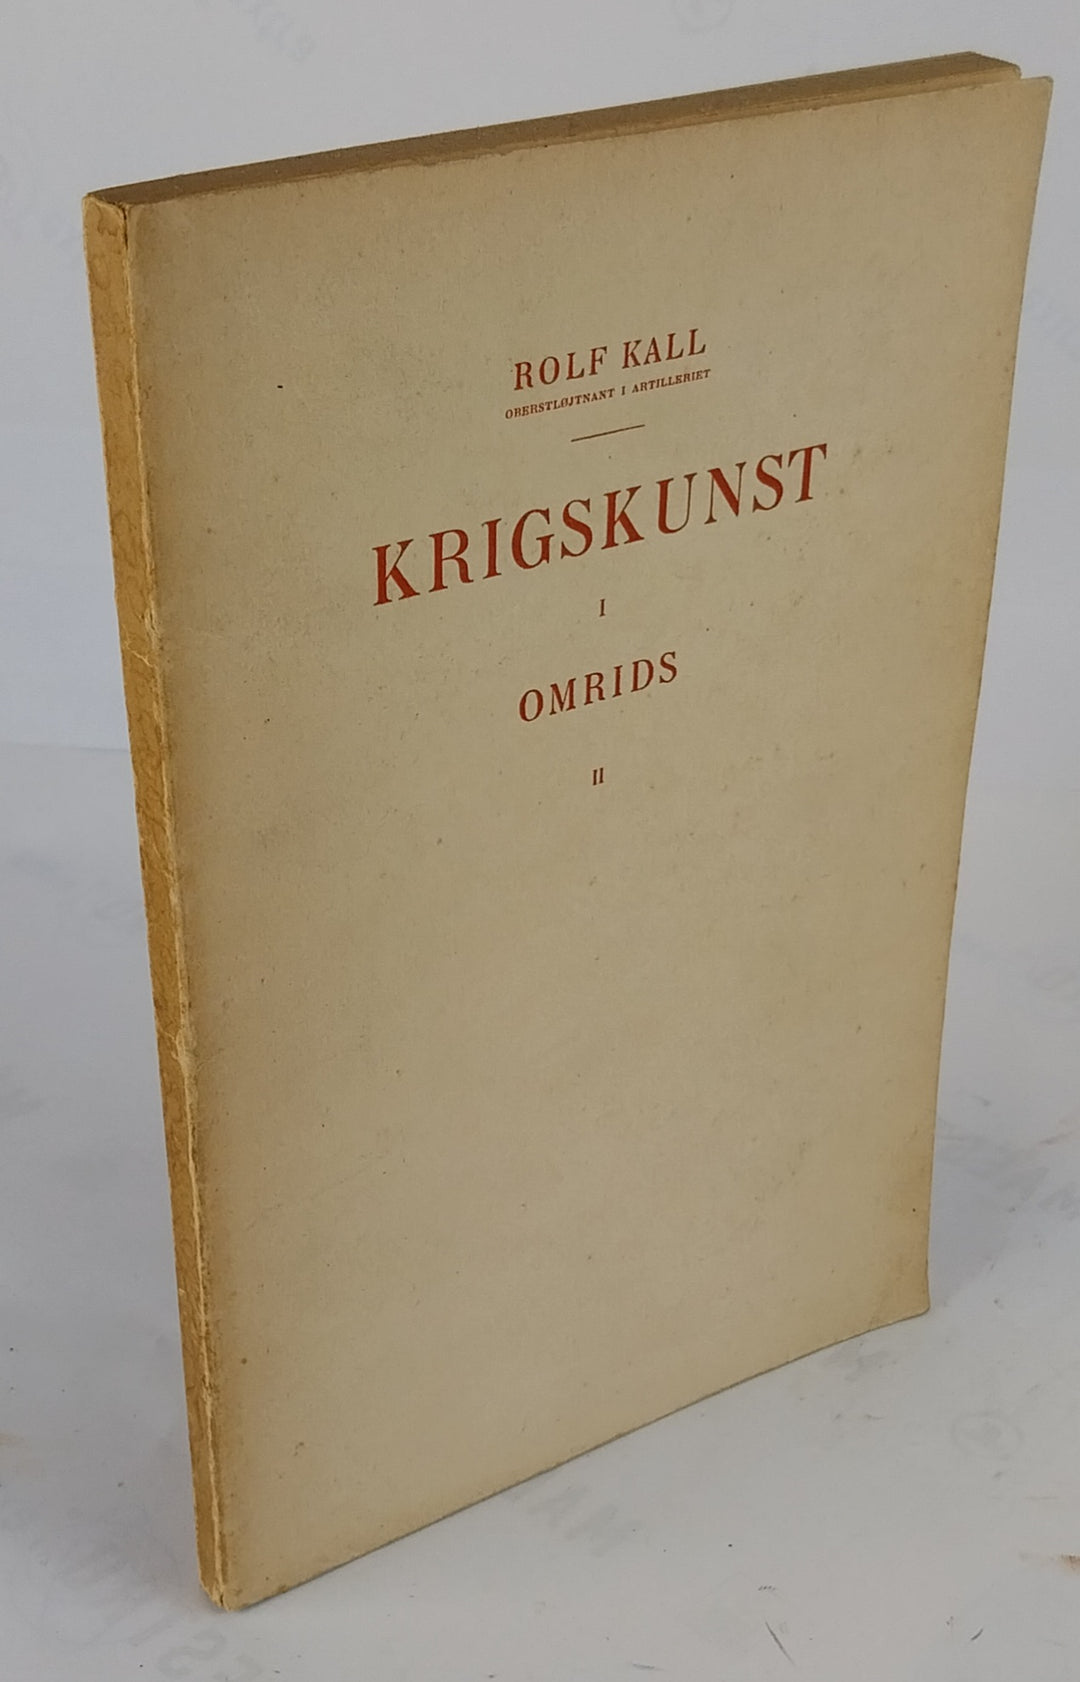 ROLF KALL
OBERSTLØJTNANT I ARTILLERIET
KRIGSKUNST
I
OMRIDS
II